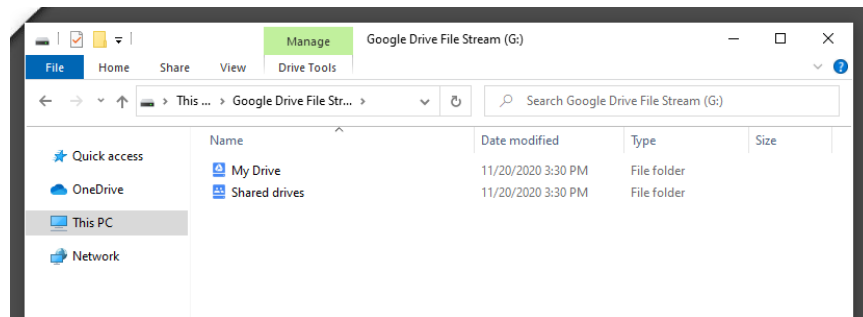 Manage Google Drive File Stream (G:)
File Home Share View Drive Tools
This ... Google Drive File Str... Search Google Drive File Stream (G:)
Name Date modified Type Size
Quick access
My Drive 11/20/2020 3:30 PM File folder
OneDrive
Shared drives 11/20/2020 3:30 PM File folder
This PC
Network